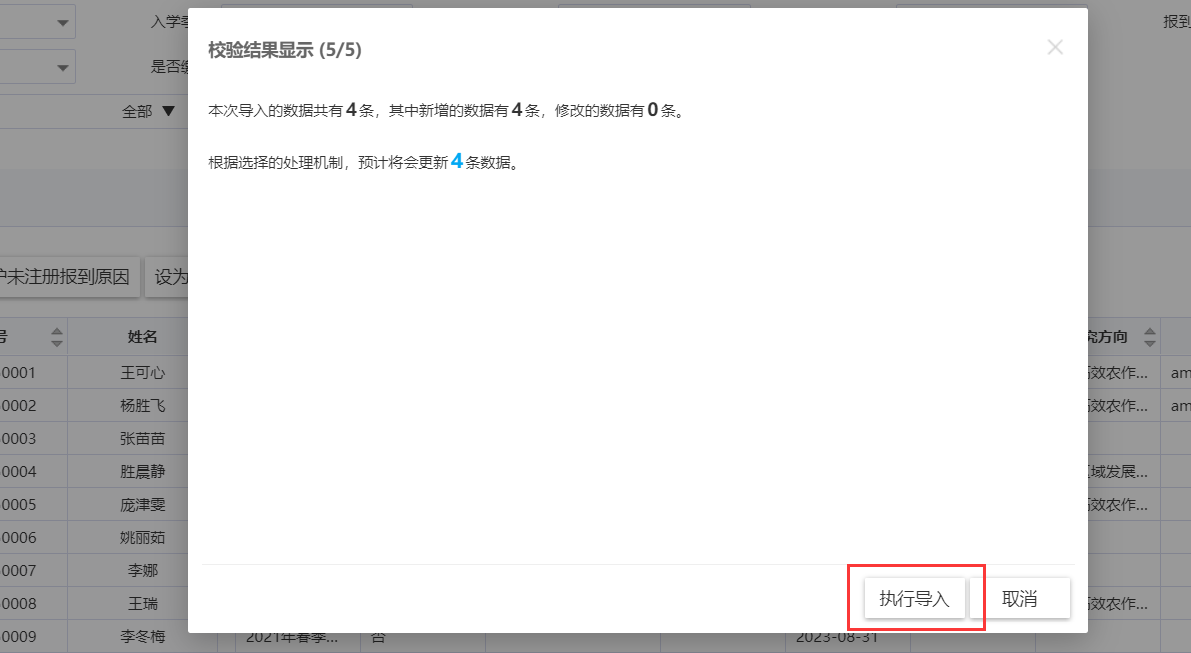 入学季
报到
校验结果显示 (5/5)
是否
本次导入的数据共有 4 条，其中新增的数据有 4 条，修改的数据有 0 条。
全部 ▼
根据选择的处理机制，预计将会更新 4 条数据。
未注册报到原因
设为
号 姓名
究方向
0001 王可心
效农作... am
0002 杨胜飞
效农作... am
0003 张苗苗
0004 胜晨静
域发展...
0005 庞津雯
效农作...
0006 姚丽茹
0007 李娜
0008 王瑞
效农作...
执行导入 取消
0009 李冬梅 2021年春季... 否 2023-08-31